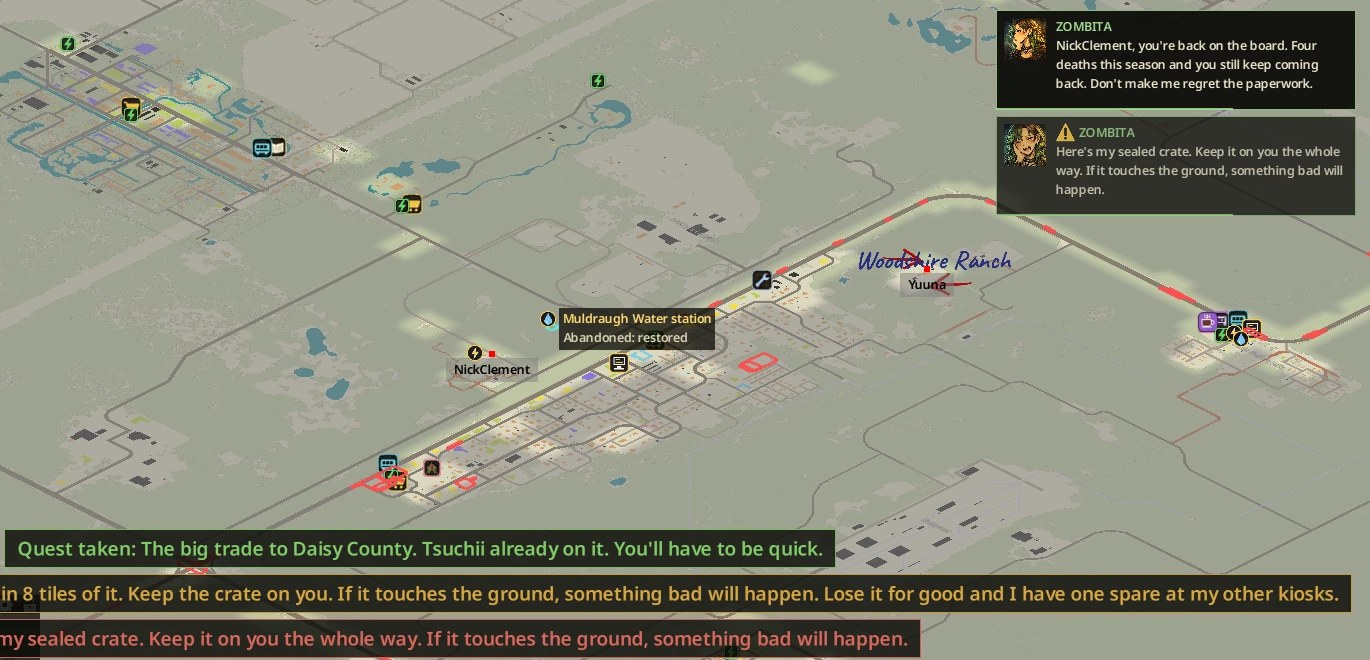 ZOMBITA
NickClement, you're back on the board. Four
deaths this season and you still keep coming
back. Don't make me regret the paperwork.
ZOMBITA
Here's my sealed crate. Keep it on you the whole
way. If it touches the ground, something bad will
happen.
Woodshire Ranch
Yuuna
Muldraugh Water station
Abandoned: restored
NickClement
Quest taken: The big trade to Daisy County. Tsuchii already on it. You'll have to be quick.
in 8 tiles of it. Keep the crate on you. If it touches the ground, something bad will happen. Lose it for good and I have one spare at my other kiosks.
my sealed crate. Keep it on you the whole way. If it touches the ground, something bad will happen.